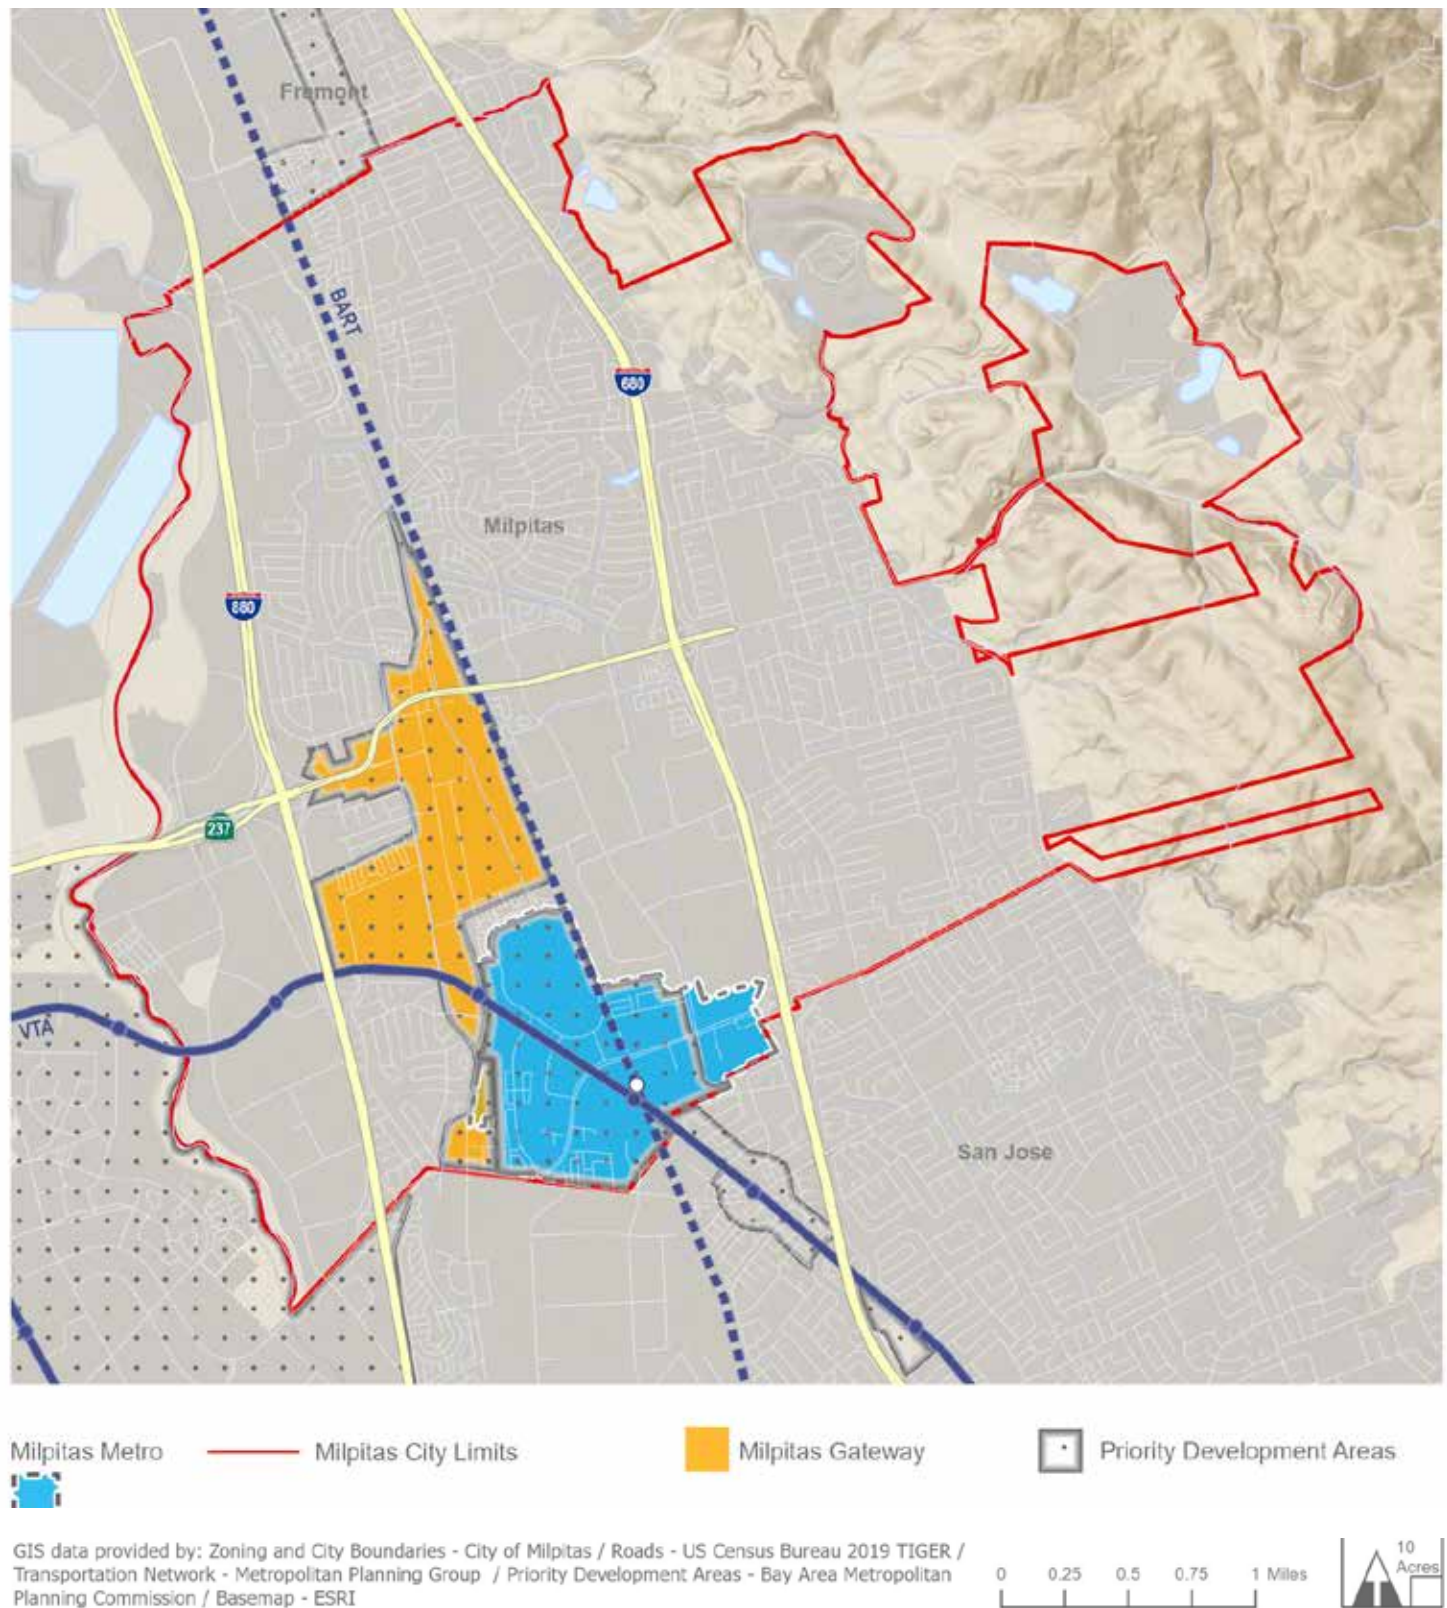 Fremont
BART
680
Milpitas
880
237
VTA
San Jose
Milpitas Metro
Milpitas City Limits
Milpitas Gateway
Priority Development Areas
GIS data provided by: Zoning and City Boundaries - City of Milpitas / Roads - US Census Bureau 2019 TIGER /
Transportation Network - Metropolitan Planning Group / Priority Development Areas - Bay Area Metropolitan
Planning Commission / Basemap - ESRI
0 0.25 0.5 0.75 1 Miles
10
Acres